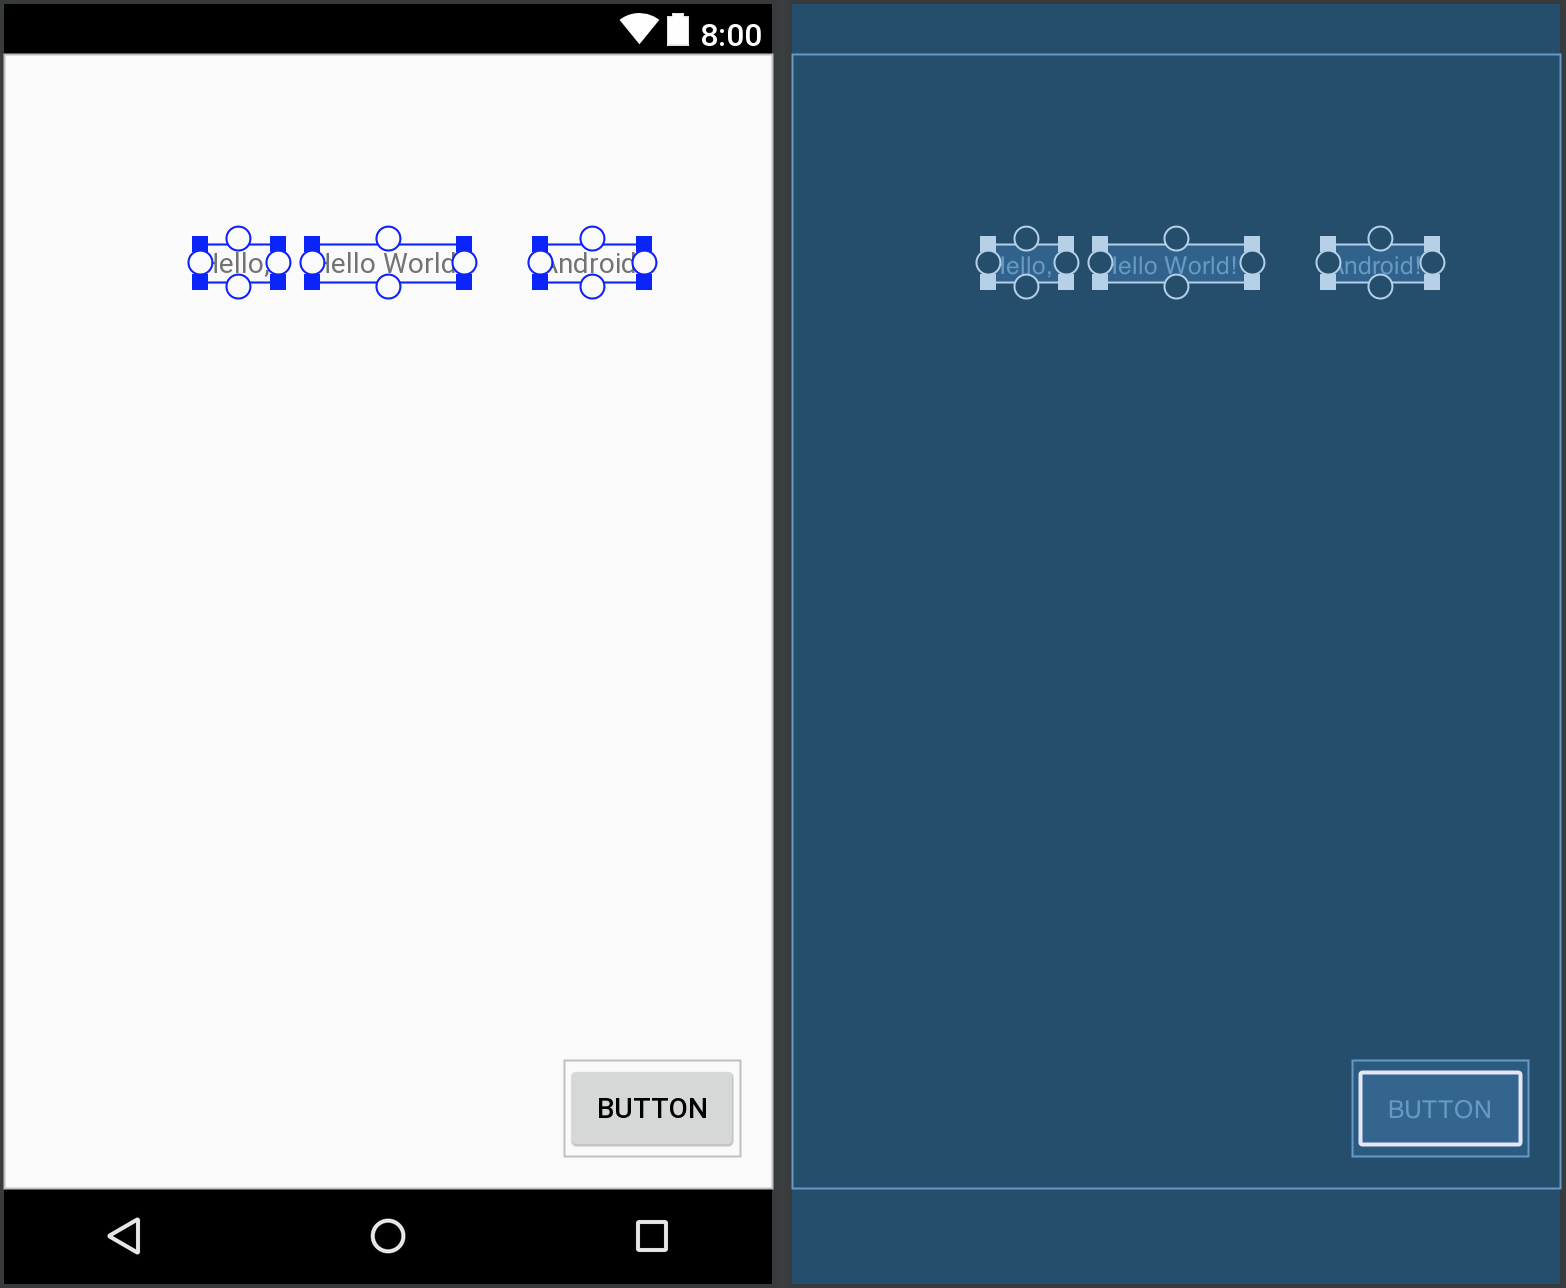 8:00
Hello, Hello World Android
BUTTON
Hello, Hello World! Android!
BUTTON